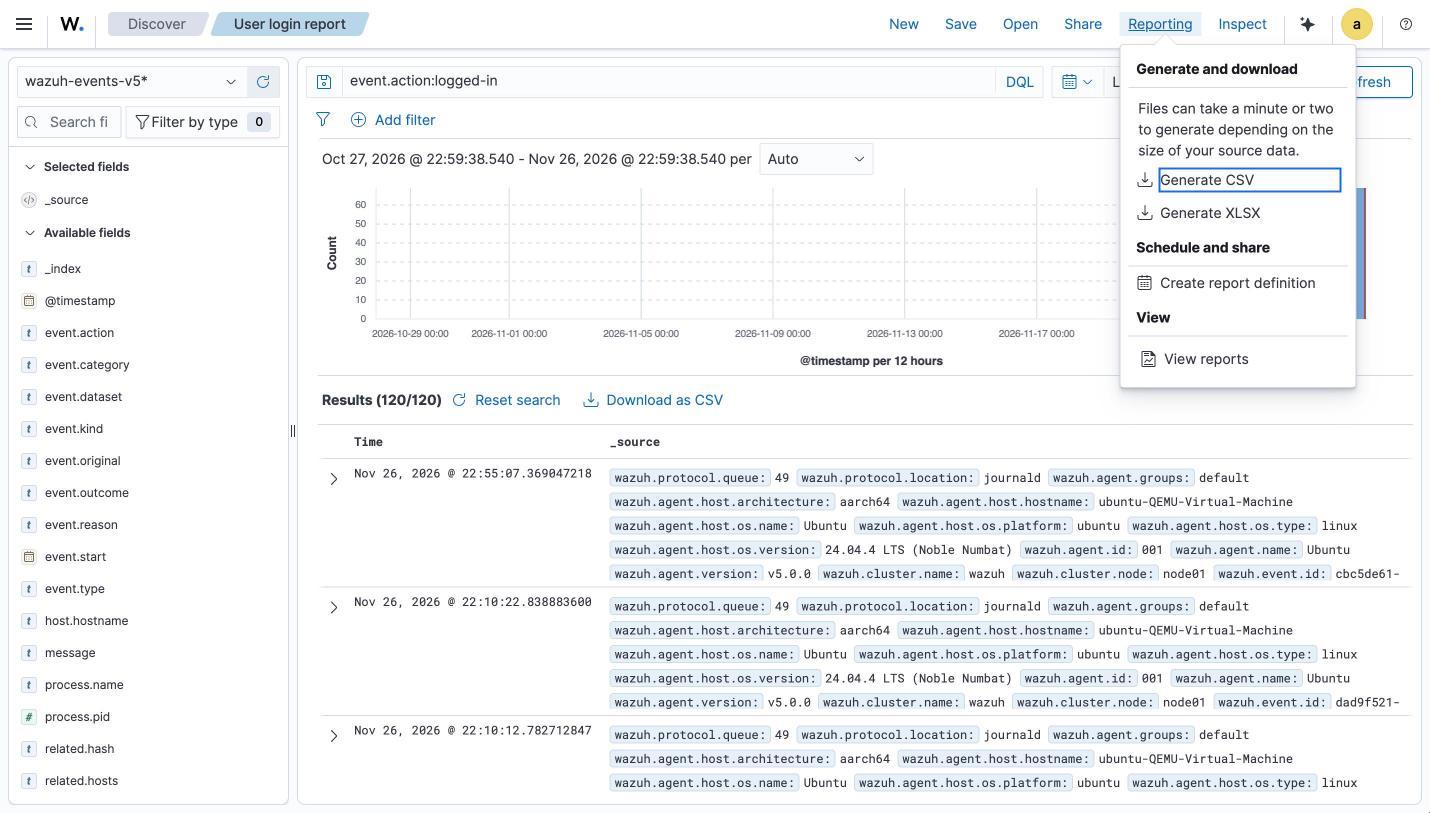 W.
Discover
User login report
New
Save
Open
Share
Reporting
Inspect
a
wazuh-events-v5*
event.action:logged-in
DQL
L
fresh
Search fi
Filter by type 0
Add filter
Selected fields
_source
Available fields
_index
@timestamp
event.action
event.category
event.dataset
event.kind
event.original
event.outcome
event.reason
event.start
event.type
host.hostname
message
process.name
process.pid
related.hash
related.hosts
Generate and download
Files can take a minute or two
to generate depending on the
size of your source data.
Generate CSV
Generate XLSX
Schedule and share
Create report definition
View
View reports
Oct 27, 2026 @ 22:59:38.540 - Nov 26, 2026 @ 22:59:38.540 per
Auto
Count
60
50
40
30
20
10
0
2026-10-29 00:00
2026-11-01 00:00
2026-11-05 00:00
2026-11-09 00:00
2026-11-13 00:00
2026-11-17 00:00
@timestamp per 12 hours
Results (120/120)
Reset search
Download as CSV
Time
_source
Nov 26, 2026 @ 22:55:07.369047218
wazuh.protocol.queue: 49 wazuh.protocol.location: journald wazuh.agent.groups: default
wazuh.agent.host.architecture: aarch64 wazuh.agent.host.hostname: ubuntu-QEMU-Virtual-Machine
wazuh.agent.host.os.name: Ubuntu wazuh.agent.host.os.platform: ubuntu wazuh.agent.host.os.type: linux
wazuh.agent.host.os.version: 24.04.4 LTS (Noble Numbat) wazuh.agent.id: 001 wazuh.agent.name: Ubuntu
wazuh.agent.version: v5.0.0 wazuh.cluster.name: wazuh wazuh.cluster.node: node01 wazuh.event.id: cbc5de61-
Nov 26, 2026 @ 22:10:22.838883600
wazuh.protocol.queue: 49 wazuh.protocol.location: journald wazuh.agent.groups: default
wazuh.agent.host.architecture: aarch64 wazuh.agent.host.hostname: ubuntu-QEMU-Virtual-Machine
wazuh.agent.host.os.name: Ubuntu wazuh.agent.host.os.platform: ubuntu wazuh.agent.host.os.type: linux
wazuh.agent.host.os.version: 24.04.4 LTS (Noble Numbat) wazuh.agent.id: 001 wazuh.agent.name: Ubuntu
wazuh.agent.version: v5.0.0 wazuh.cluster.name: wazuh wazuh.cluster.node: node01 wazuh.event.id: dad9f521-
Nov 26, 2026 @ 22:10:12.782712847
wazuh.protocol.queue: 49 wazuh.protocol.location: journald wazuh.agent.groups: default
wazuh.agent.host.architecture: aarch64 wazuh.agent.host.hostname: ubuntu-QEMU-Virtual-Machine
wazuh.agent.host.os.name: Ubuntu wazuh.agent.host.os.platform: ubuntu wazuh.agent.host.os.type: linux